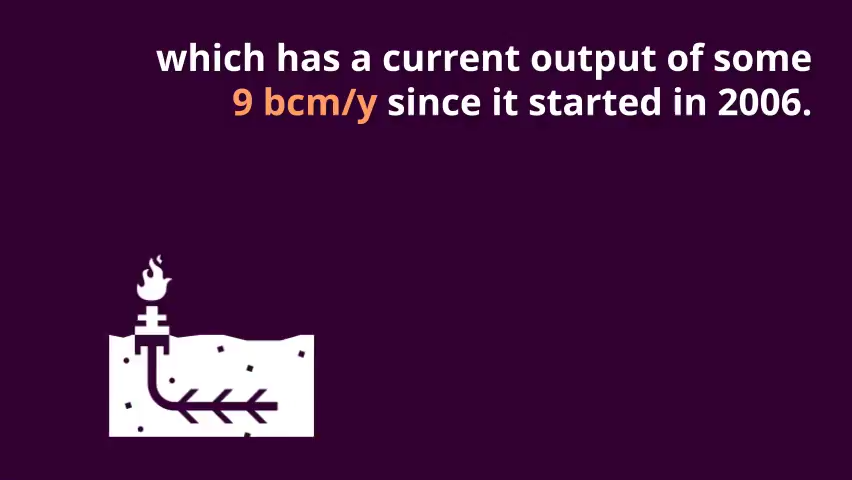 which has a current output of some
9 bcm/y since it started in 2006.